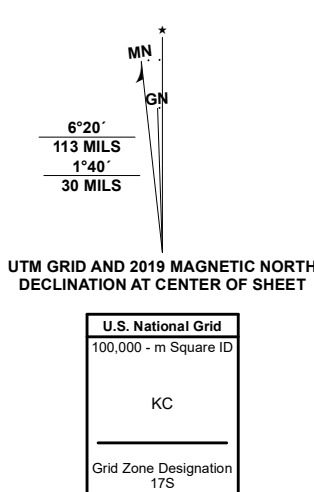 ★
MN
GN
6°20´
113 MILS
1°40´
30 MILS
UTM GRID AND 2019 MAGNETIC NORTH
DECLINATION AT CENTER OF SHEET
U.S. National Grid
100,000 - m Square ID
KC
Grid Zone Designation
17S